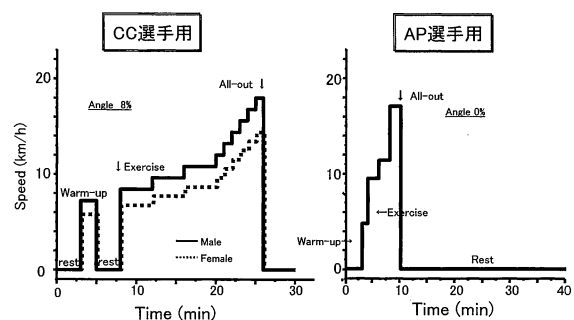 CC選手用
AP選手用
Speed (km/h)
20
10
0
Angle 8%
All-out
↓
↓Exercise
Warm-up
rest
rest
Male
Female
0
10
20
30
Time (min)
20
10
0
↓ All-out
Angle 0%
←Exercise
Warm-up→
Rest
0
10
20
30
40
Time (min)